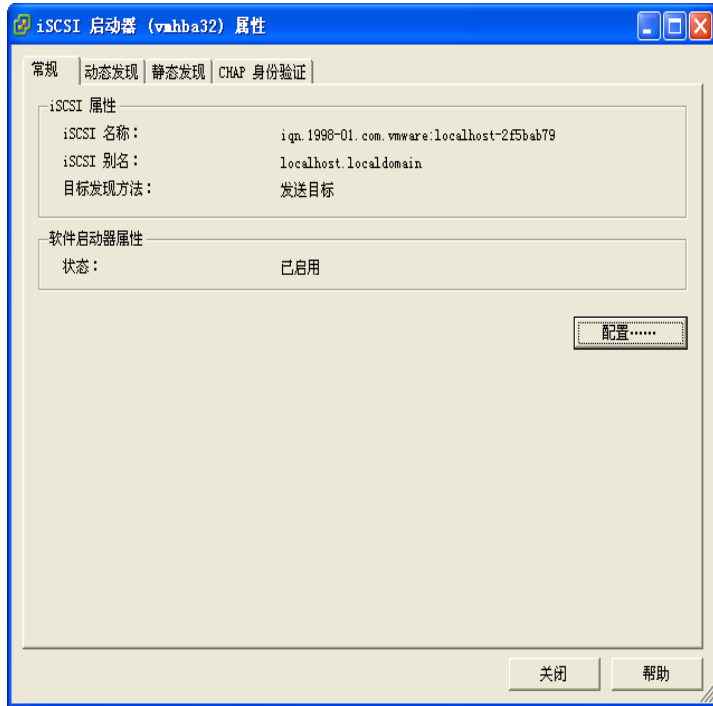 iSCSI 启动器 (vmhba32) 属性
常规 动态发现 静态发现 CHAP 身份验证
iSCSI 属性
iSCSI 名称： iqn.1998-01.com.vmware:localhost-2f5bab79
iSCSI 别名： localhost.localdomain
目标发现方法： 发送目标
软件启动器属性
状态： 已启用
配置……
关闭 帮助